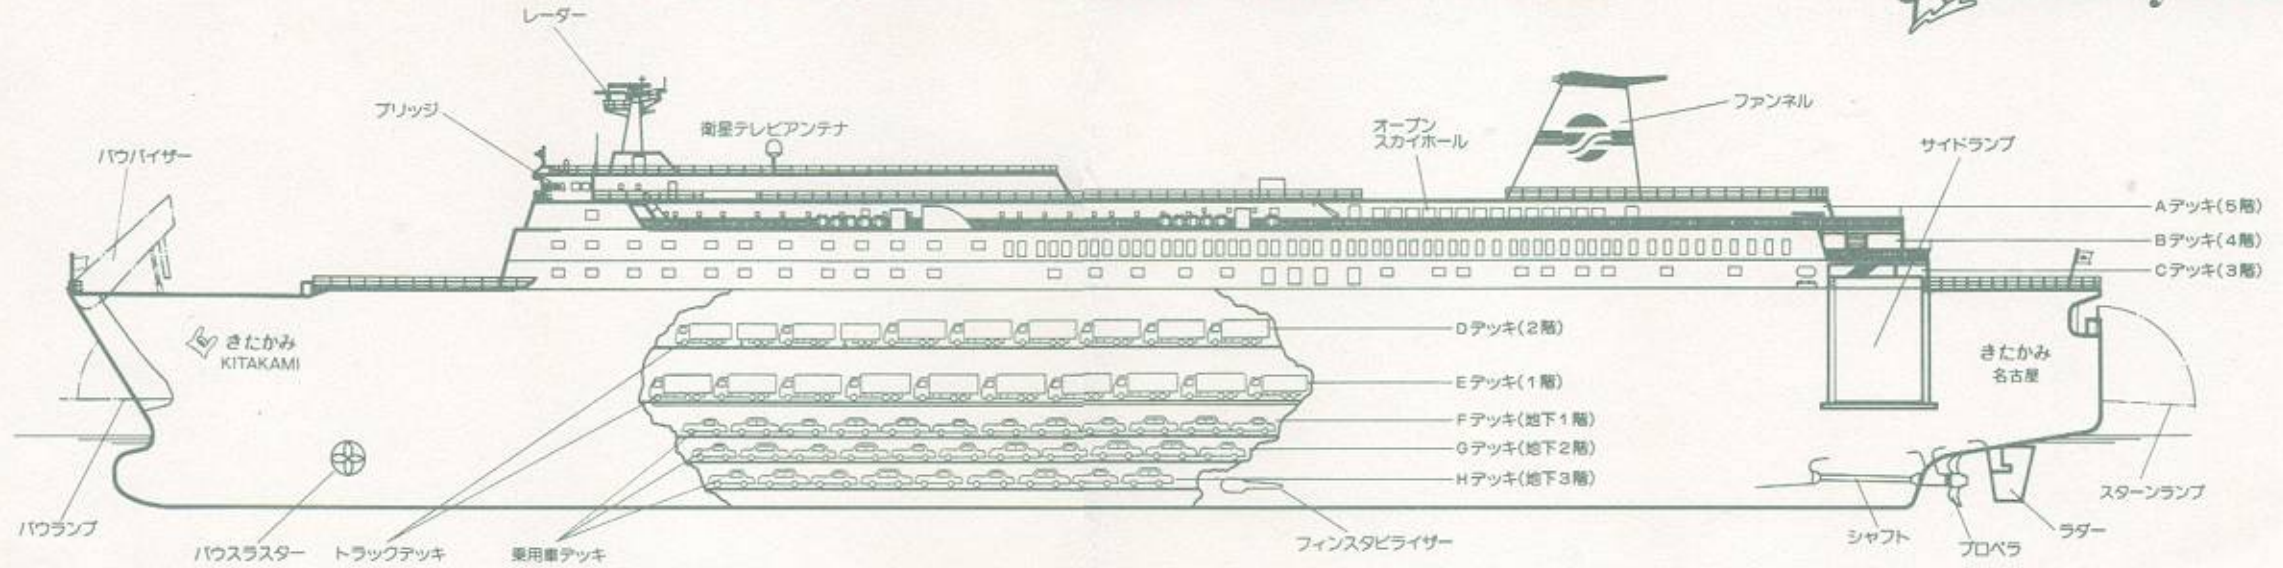 レーダー
ブリッジ
衛星テレビアンテナ
オープン
スカイホール
ファンネル
サイドランプ
バウバイザー
Aデッキ(5階)
Bデッキ(4階)
Cデッキ(3階)
きたかみ
KITAKAMI
Dデッキ(2階)
Eデッキ(1階)
Fデッキ(地下1階)
Gデッキ(地下2階)
Hデッキ(地下3階)
きたかみ
名古屋
バウランプ
バウスラスター
トラックデッキ
乗用車デッキ
フィンスタビライザー
シャフト
プロペラ
ラダー
スターンランプ